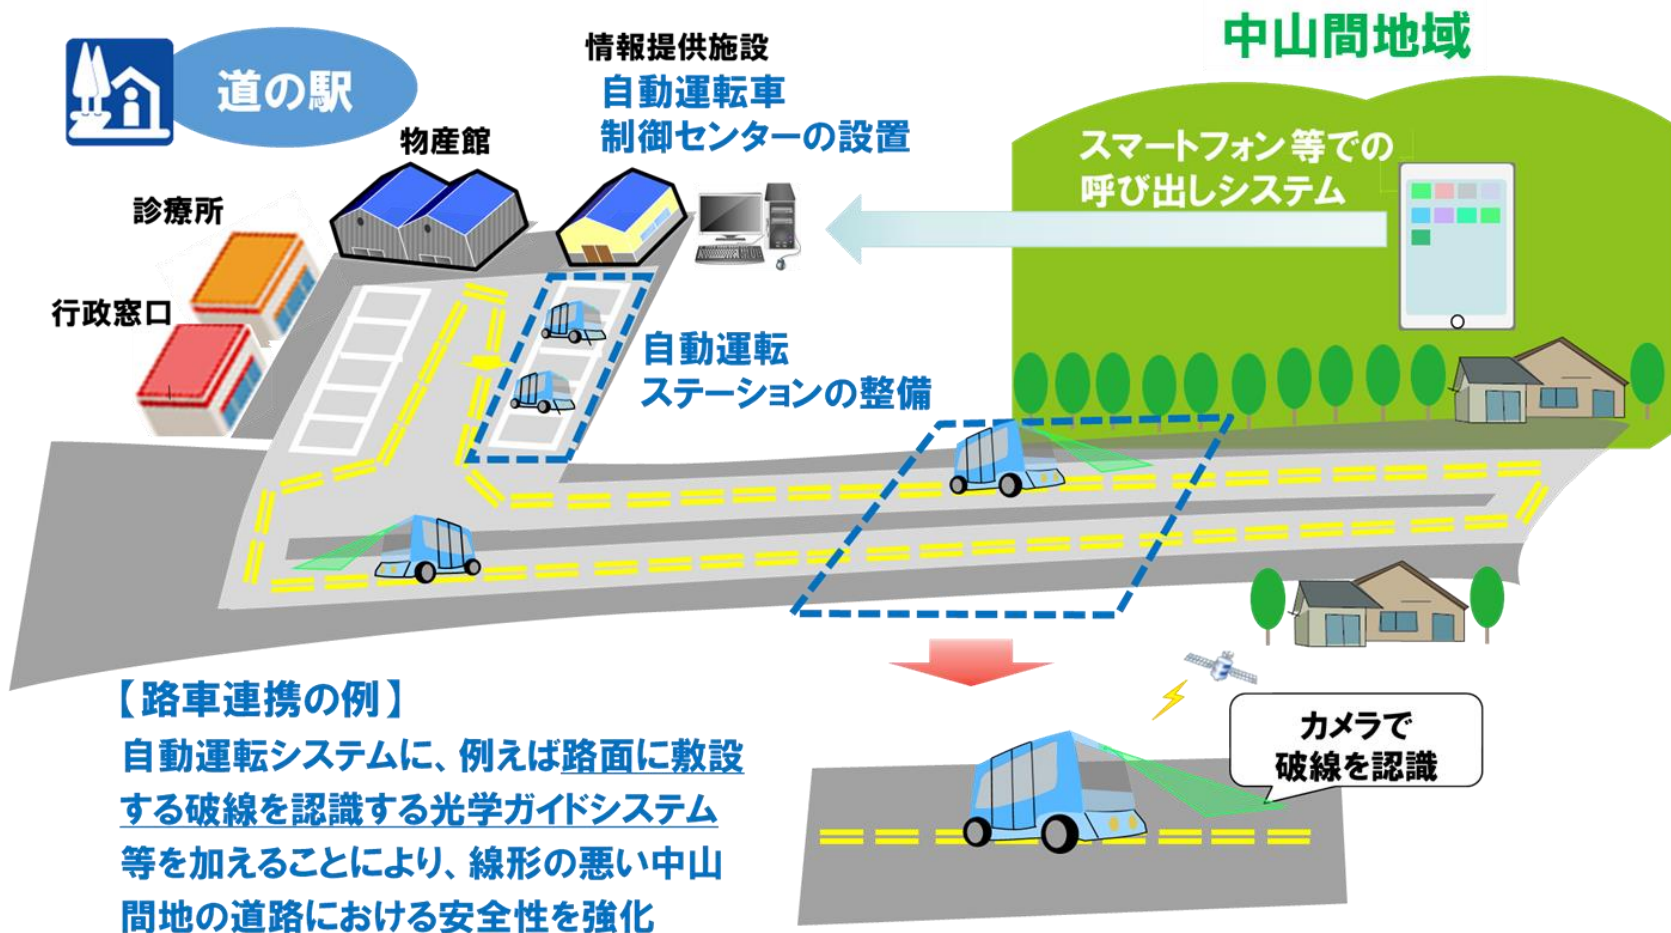 中山間地域
道の駅
情報提供施設
自動運転車
制御センターの設置
物産館
診療所
行政窓口
スマートフォン等での
呼び出しシステム
自動運転
ステーションの整備
【路車連携の例】
自動運転システムに、例えば路面に敷設
する破線を認識する光学ガイドシステム
等を加えることにより、線形の悪い中山
間地の道路における安全性を強化
カメラで
破線を認識